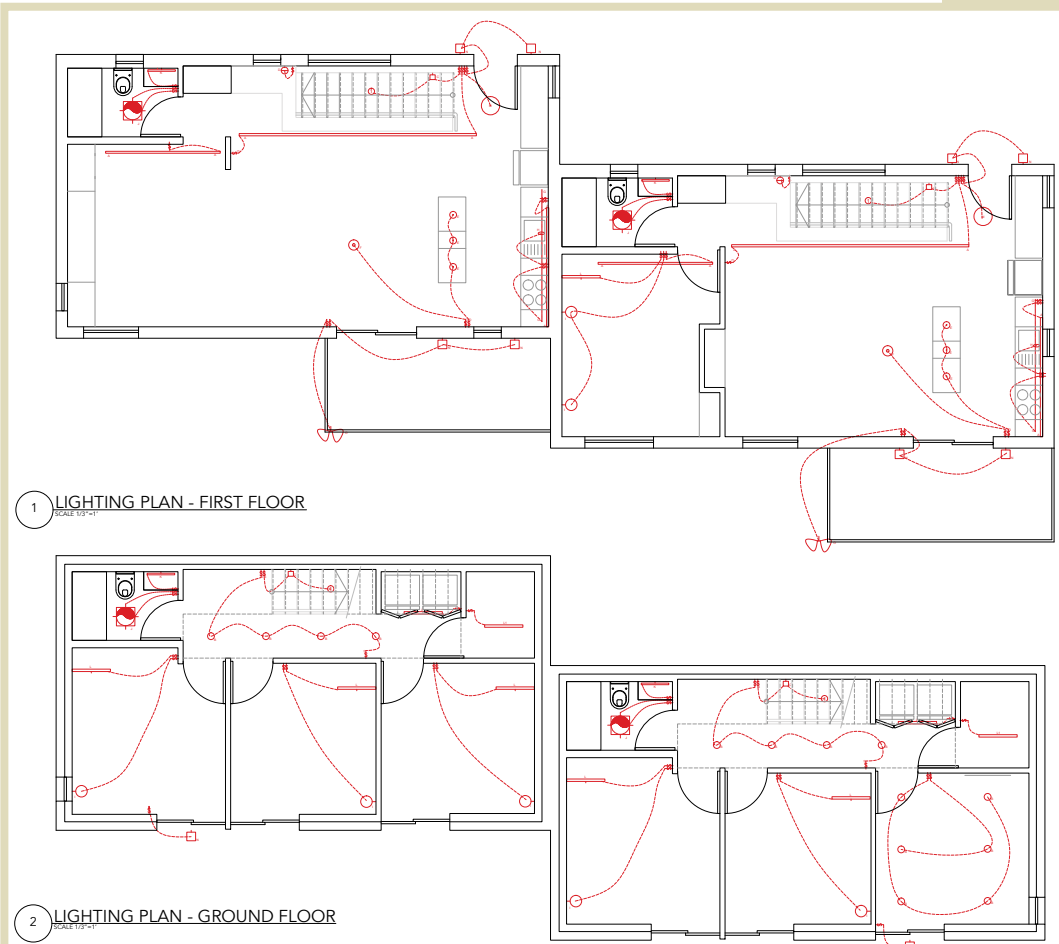 1
LIGHTING PLAN - FIRST FLOOR
SCALE 1/3"=1'
2
LIGHTING PLAN - GROUND FLOOR
SCALE 1/3"=1'